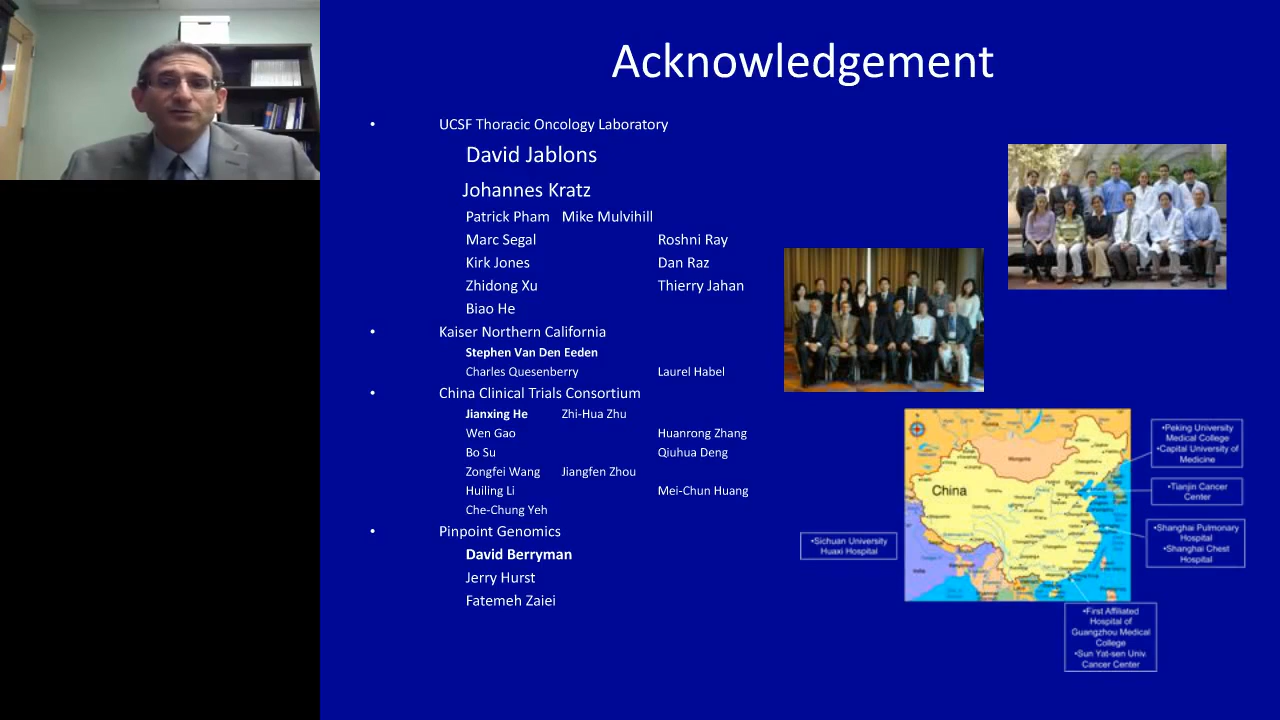 Acknowledgement
• UCSF Thoracic Oncology Laboratory
David Jablons
Johannes Kratz
Patrick Pham Mike Mulvihill
Marc Segal Roshni Ray
Kirk Jones Dan Raz
Zhidong Xu Thierry Jahan
Biao He
• Kaiser Northern California
Stephen Van Den Eeden
Charles Quesenberry Laurel Habel
• China Clinical Trials Consortium
Jianxing He Zhi-Hua Zhu
Wen Gao Huanrong Zhang
Bo Su Qiuhua Deng
Zongfei Wang Jiangfen Zhou
Huiling Li Mei-Chun Huang
Che-Chung Yeh
• Pinpoint Genomics
David Berryman
Jerry Hurst
Fatemeh Zaiei
Mongolia
China
India
•Peking University
Medical College
•Capital University of
Medicine
•Tianjin Cancer
Center
•Shanghai Pulmonary
Hospital
•Shanghai Chest
Hospital
•Sichuan University
Huaxi Hospital
•First Affiliated
Hospital of
Guangzhou Medical
College
•Sun Yat-sen Univ.
Cancer Center